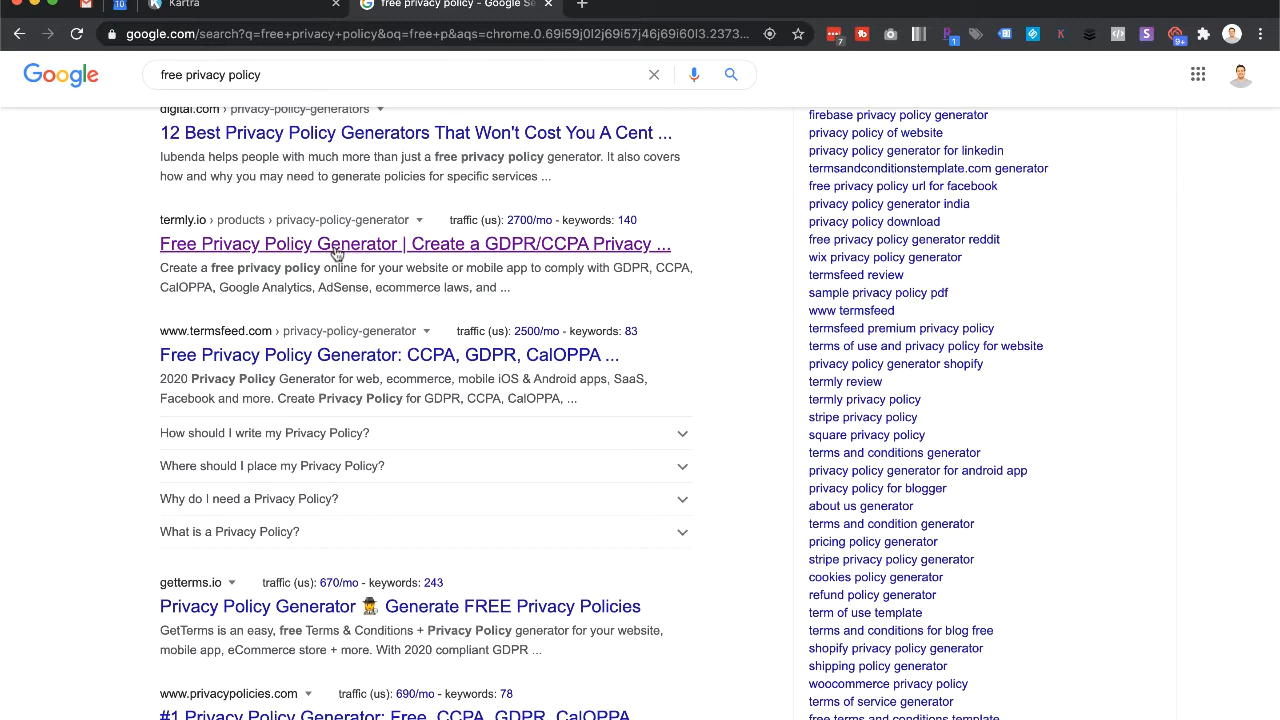 10
Kartra
×
free privacy policy - Google Se
×
+
google.com/search?q=free+privacy+policy&oq=free+p&aqs=chrome.0.69i59j0l2j69i57j46j69i60l3.2373...
7
1
K
S
9+
Google
free privacy policy
digital.com › privacy-policy-generators
12 Best Privacy Policy Generators That Won't Cost You A Cent ...
Iubenda helps people with much more than just a free privacy policy generator. It also covers
how and why you may need to generate policies for specific services ...
termly.io › products › privacy-policy-generator
traffic (us): 2700/mo - keywords: 140
Free Privacy Policy Generator | Create a GDPR/CCPA Privacy ...
Create a free privacy policy online for your website or mobile app to comply with GDPR, CCPA,
CalOPPA, Google Analytics, AdSense, ecommerce laws, and ...
www.termsfeed.com › privacy-policy-generator
traffic (us): 2500/mo - keywords: 83
Free Privacy Policy Generator: CCPA, GDPR, CalOPPA ...
2020 Privacy Policy Generator for web, ecommerce, mobile iOS & Android apps, SaaS,
Facebook and more. Create Privacy Policy for GDPR, CCPA, CalOPPA, ...
How should I write my Privacy Policy?
Where should I place my Privacy Policy?
Why do I need a Privacy Policy?
What is a Privacy Policy?
getterms.io
traffic (us): 670/mo - keywords: 243
Privacy Policy Generator 🕵 Generate FREE Privacy Policies
GetTerms is an easy, free Terms & Conditions + Privacy Policy generator for your website,
mobile app, eCommerce store + more. With 2020 compliant GDPR ...
www.privacypolicies.com
traffic (us): 690/mo - keywords: 78
#1 Privacy Policy Generator: Free, CCPA, GDPR, CalOPPA
firebase privacy policy generator
privacy policy of website
privacy policy generator for linkedin
termsandconditionstemplate.com generator
free privacy policy url for facebook
privacy policy generator india
privacy policy download
free privacy policy generator reddit
wix privacy policy generator
termsfeed review
sample privacy policy pdf
www termsfeed
termsfeed premium privacy policy
terms of use and privacy policy for website
privacy policy generator shopify
termly review
termly privacy policy
stripe privacy policy
square privacy policy
terms and conditions generator
privacy policy generator for android app
privacy policy for blogger
about us generator
terms and condition generator
pricing policy generator
stripe privacy policy generator
cookies policy generator
refund policy generator
term of use template
terms and conditions for blog free
shopify privacy policy generator
shipping policy generator
woocommerce privacy policy
terms of service generator
free terms and conditions template